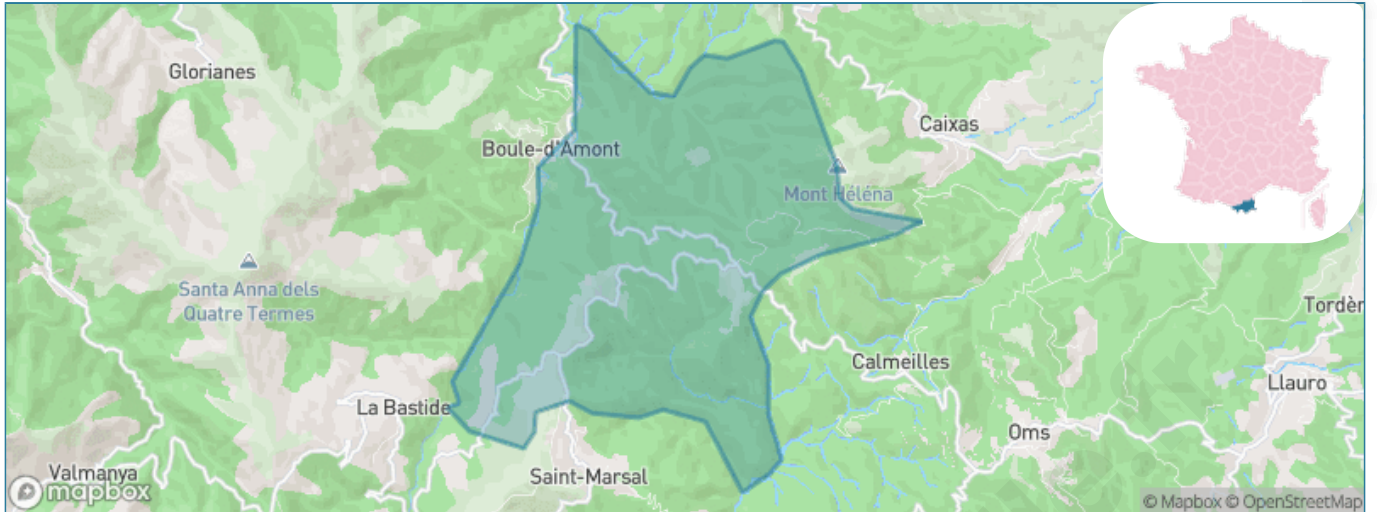 Glorianes
Caixas
Boule-d'Amont
Mont Héléna
Santa Anna dels
Quatre Termes
Tordèr
Calmeilles
Llauro
La Bastide
Oms
Valmanya
Saint-Marsal
mapbox
© Mapbox © OpenStreetMap